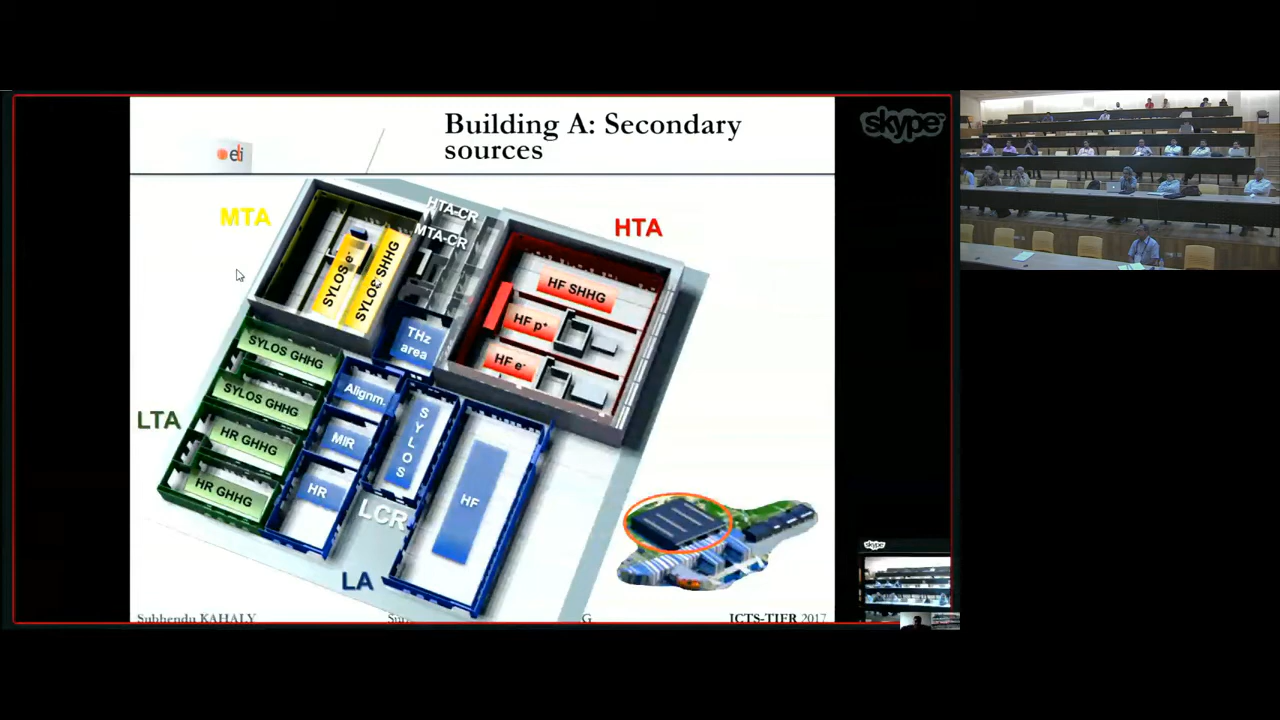 Building A: Secondary
sources
eli
skype
MTA
HTA-CR
MTA-CR
HTA
SYLOS e-
SYLOS SHHG
HF SHHG
HF p+
HF e-
THz
area
SYLOS GHHG
SYLOS GHHG
HR GHHG
HR GHHG
LTA
Alignm.
MIR
HR
SYLOS
HF
LCR
LA
skype
Subhendu KAHALY
G
ICTS-TIFR 2017